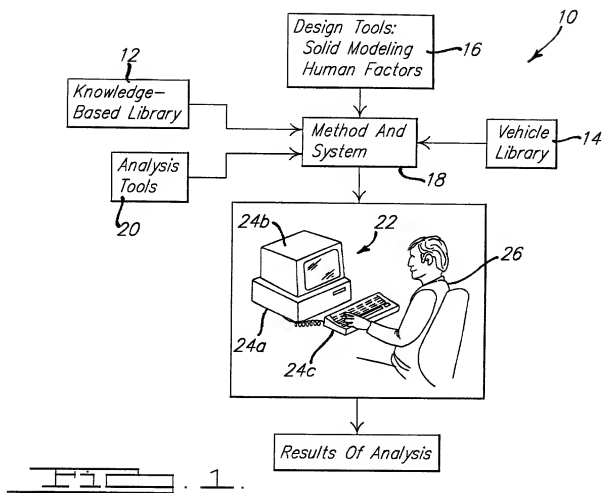 Design Tools:
Solid Modeling
Human Factors
16
10
12
Knowledge-
Based Library
Method And
System
18
Vehicle
Library
14
Analysis
Tools
20
24b
22
26
24a
24c
Results Of Analysis
Fig. 1.